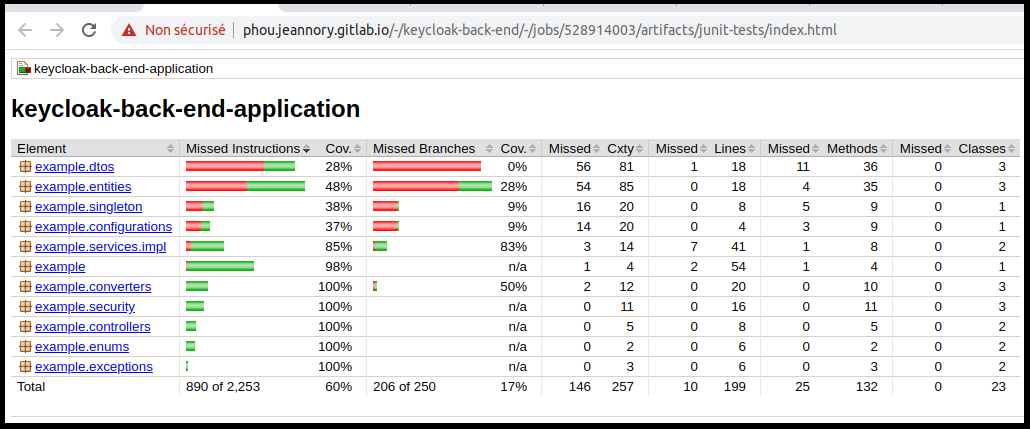 Non sécurisé phou.jeannory.gitlab.io/-/keycloak-back-end/-/jobs/528914003/artifacts/junit-tests/index.html
keycloak-back-end-application
keycloak-back-end-application
Element Missed Instructions Cov. Missed Branches Cov. Missed Cxty Missed Lines Missed Methods Missed Classes
example.dtos 28% 0% 56 81 1 18 11 36 0 3
example.entities 48% 28% 54 85 0 18 4 35 0 3
example.singleton 38% 9% 16 20 0 8 5 9 0 1
example.configurations 37% 9% 14 20 0 4 3 9 0 1
example.services.impl 85% 83% 3 14 7 41 1 8 0 2
example 98% n/a 1 4 2 54 1 4 0 1
example.converters 100% 50% 2 12 0 20 0 10 0 3
example.security 100% n/a 0 11 0 16 0 11 0 3
example.controllers 100% n/a 0 5 0 8 0 5 0 2
example.enums 100% n/a 0 2 0 6 0 2 0 2
example.exceptions 100% n/a 0 3 0 6 0 3 0 2
Total 890 of 2,253 60% 206 of 250 17% 146 257 10 199 25 132 0 23